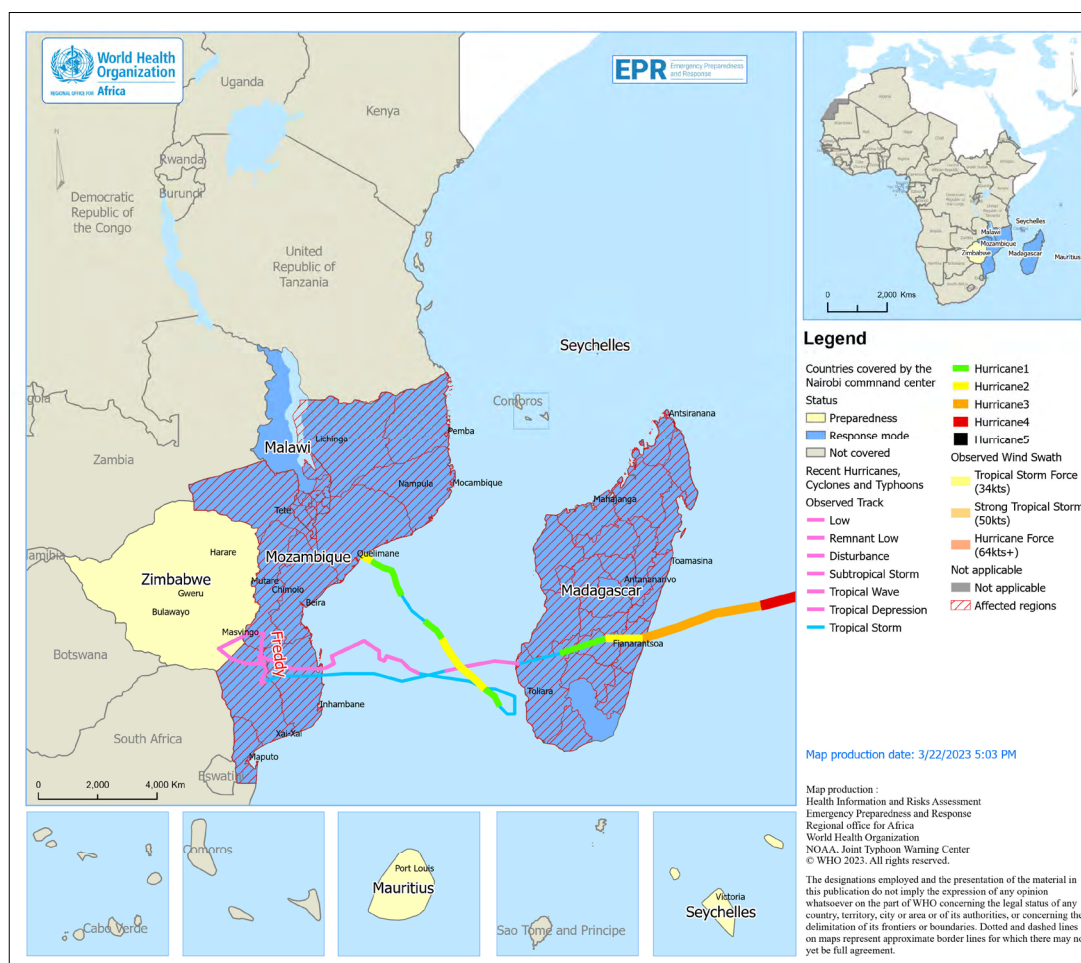 World Health
Organization
REGIONAL OFFICE FOR Africa
EPR
Emergency Preparedness
and Response
Uganda
Kenya
N
Rwanda
Burundi
Democratic
Republic of
the Congo
United
Republic of
Tanzania
Seychelles
Comoros
Antsiranana
Pemba
Lichinga
Malawi
Zambia
Nampula
Mocambique
Mahajanga
Tete
Harare
Mozambique
Quelimane
Toamasina
Namibia
Zimbabwe
Mutare
Chimoio
Antananarivo
Madagascar
Gweru
Bulawayo
Beira
Masvingo
Freddy
Fianarantsoa
Botswana
Toliara
Inhambane
South Africa
Xai-Xai
Maputo
Eswatini
0 2,000 4,000 Km
Seychelles
Malawi
Mozambique
Zimbabwe
Madagascar
Mauritius
0 2,000 Kms
Legend
Countries covered by the
Nairobi commnand center
Status
Preparedness
Response mode
Not covered
Recent Hurricanes,
Cyclones and Typhoons
Observed Track
Low
Remnant Low
Disturbance
Subtropical Storm
Tropical Wave
Tropical Depression
Tropical Storm
Hurricane1
Hurricane2
Hurricane3
Hurricane4
Hurricane5
Observed Wind Swath
Tropical Storm Force
(34kts)
Strong Tropical Storm
(50kts)
Hurricane Force
(64kts+)
Not applicable
Not applicable
Affected regions
Map production date: 3/22/2023 5:03 PM
Map production :
Health Information and Risks Assessment
Emergency Preparedness and Response
Regional office for Africa
World Health Organization
NOAA, Joint Typhoon Warning Center
© WHO 2023. All rights reserved.
The designations employed and the presentation of the material in
this publication do not imply the expression of any opinion
whatsoever on the part of WHO concerning the legal status of any
country, territory, city or area or of its authorities, or concerning the
delimitation of its frontiers or boundaries. Dotted and dashed lines
on maps represent approximate border lines for which there may no
yet be full agreement.
Cabo Verde
Comoros
Port Louis
Mauritius
Sao Tome and Principe
Victoria
Seychelles